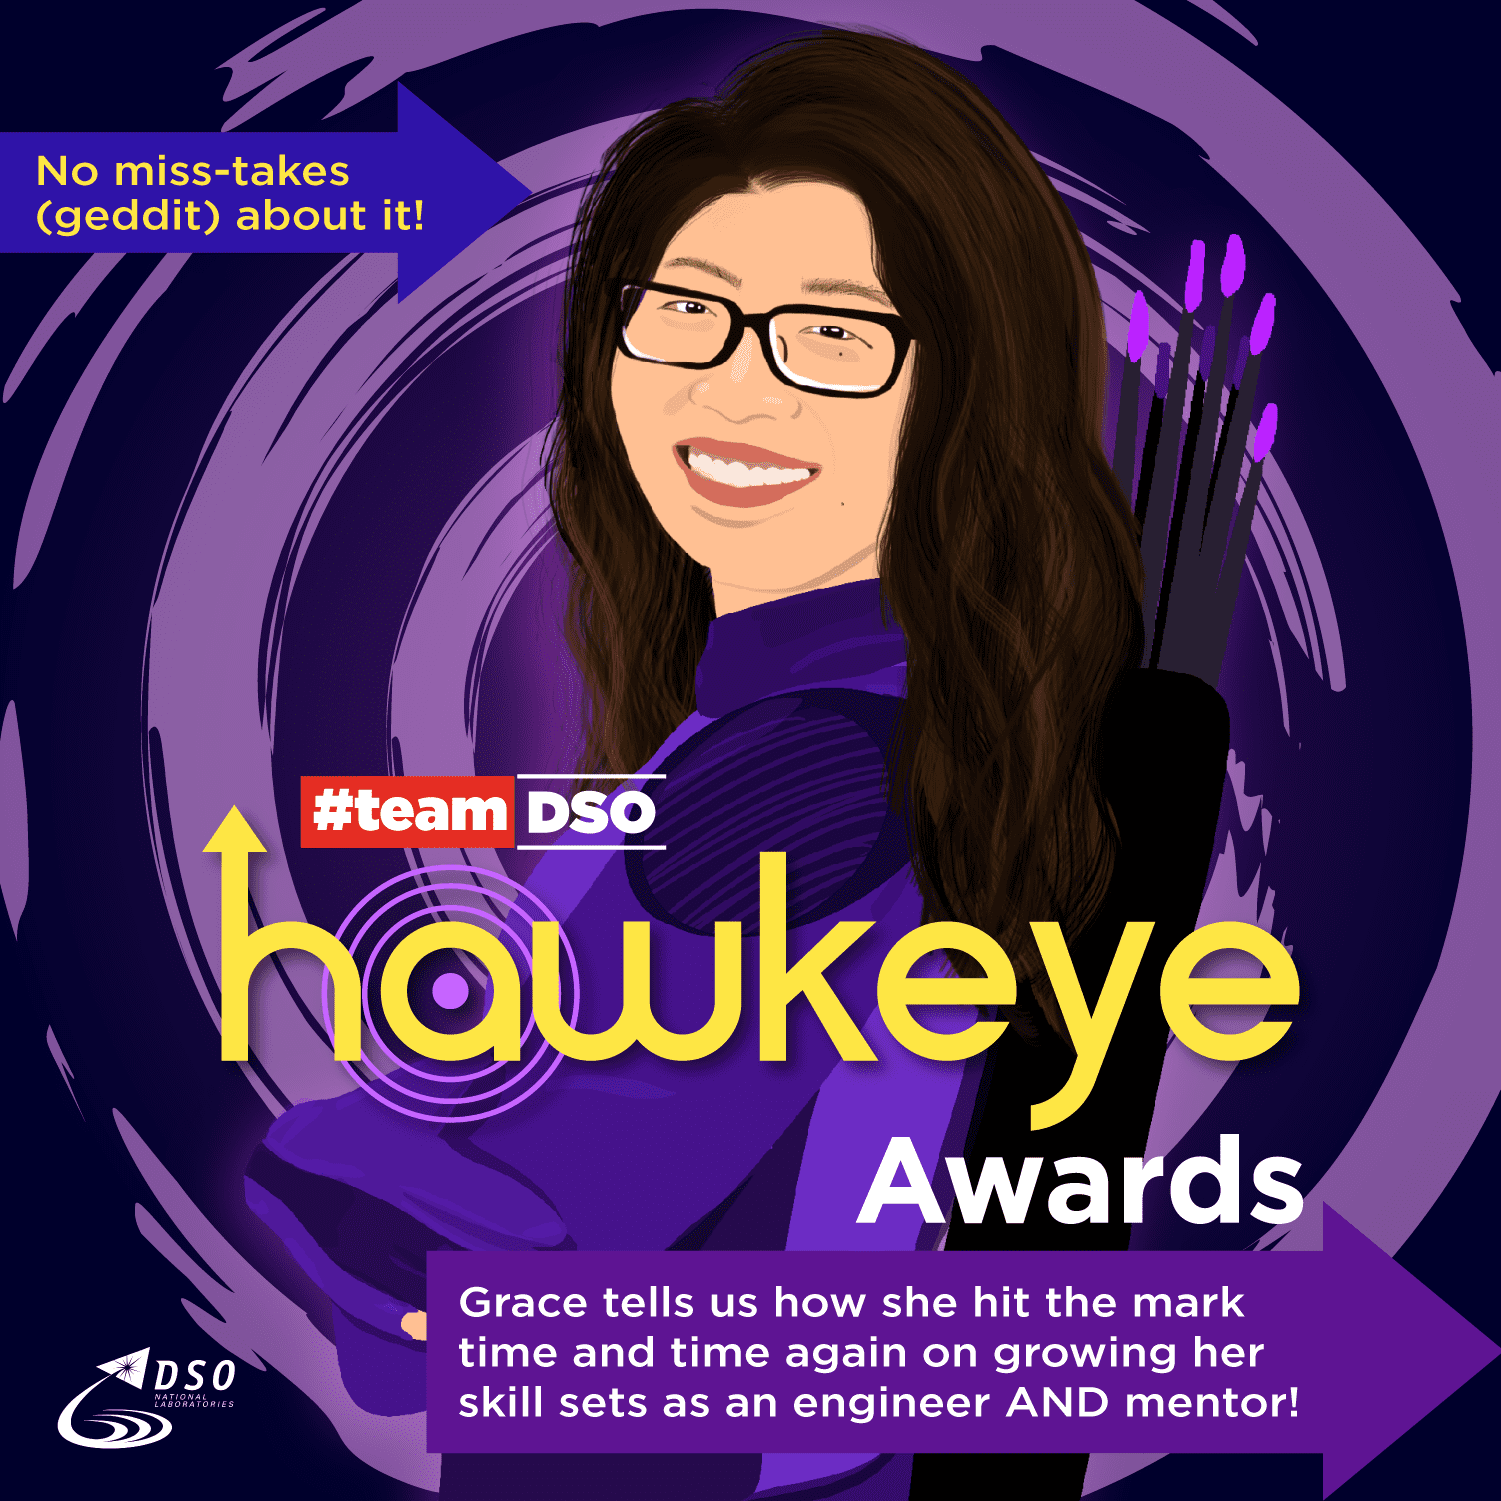 No miss-takes
(geddit) about it!
#team DSO
hawkeye
Awards
Grace tells us how she hit the mark
time and time again on growing her
skill sets as an engineer AND mentor!
DSO
NATIONAL
LABORATORIES